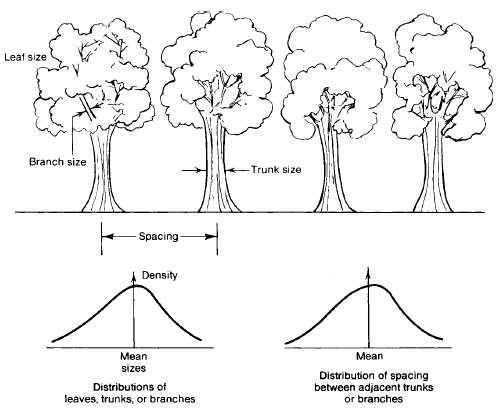 Leaf size
Branch size
Trunk size
Spacing
Density
Mean
sizes
Distributions of
leaves, trunks, or branches
Mean
Distribution of spacing
between adjacent trunks
or branches